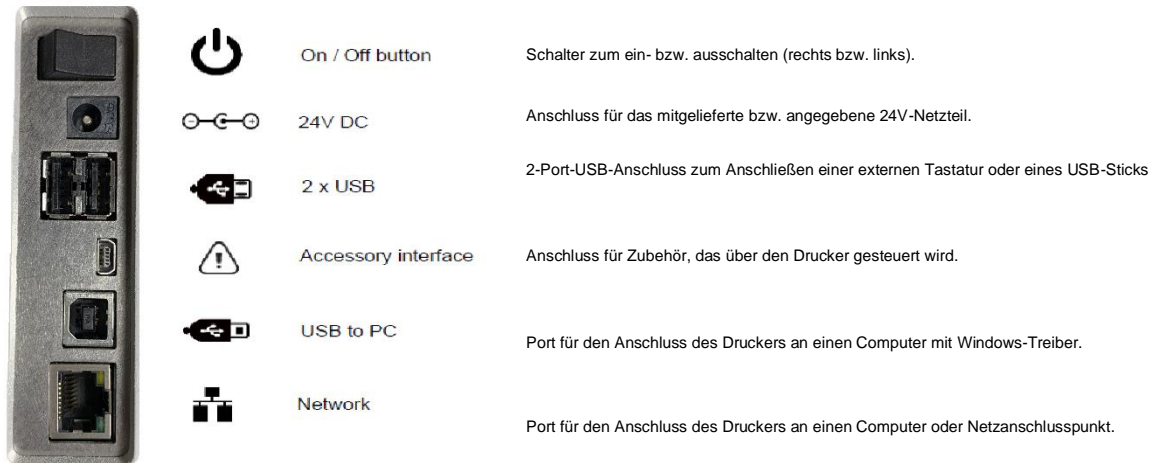 On / Off button
Schalter zum ein- bzw. ausschalten (rechts bzw. links).
24V DC
Anschluss für das mitgelieferte bzw. angegebene 24V-Netzteil.
2 x USB
2-Port-USB-Anschluss zum Anschließen einer externen Tastatur oder eines USB-Sticks
Accessory interface
Anschluss für Zubehör, das über den Drucker gesteuert wird.
USB to PC
Port für den Anschluss des Druckers an einen Computer mit Windows-Treiber.
Network
Port für den Anschluss des Druckers an einen Computer oder Netzanschlusspunkt.